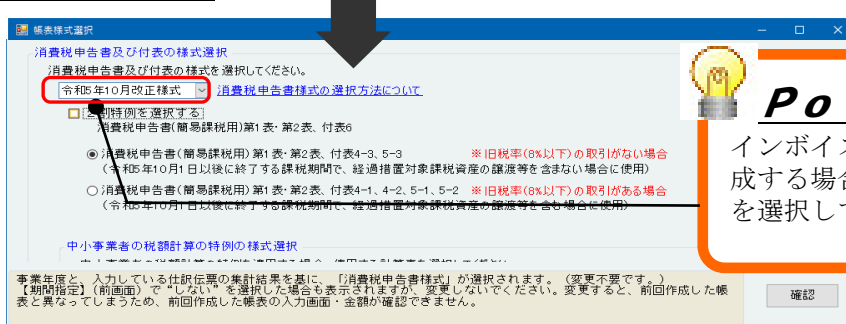 帳表様式選択
消費税申告書及び付表の様式選択
消費税申告書及び付表の様式を選択してください。
令和5年10月改正様式 消費税申告書様式の選択方法について
2割特例を選択する
消費税申告書(簡易課税用)第1表・第2表、付表6
消費税申告書(簡易課税用)第1表・第2表、付表4-3、5-3 ※旧税率(8%以下)の取引がない場合
(令和5年10月1日以後に終了する課税期間で、経過措置対象課税資産の譲渡等を含まない場合に使用)
消費税申告書(簡易課税用)第1表・第2表、付表4-1、4-2、5-1、5-2 ※旧税率(8%以下)の取引がある場合
(令和5年10月1日以後に終了する課税期間で、経過措置対象課税資産の譲渡等を含む場合に使用)
中小事業者の税額計算の特例の様式選択
事業年度と、入力している仕訳伝票の集計結果を基に、「消費税申告書様式」が選択されます。(変更不要です。)
【期間指定】(前画面)で“しない”を選択した場合も表示されますが、変更しないでください。変更すると、前回作成した帳
表と異なってしまうため、前回作成した帳表の入力画面・金額が確認できません。
確認
Po
インボイ
成する場合
を選択して